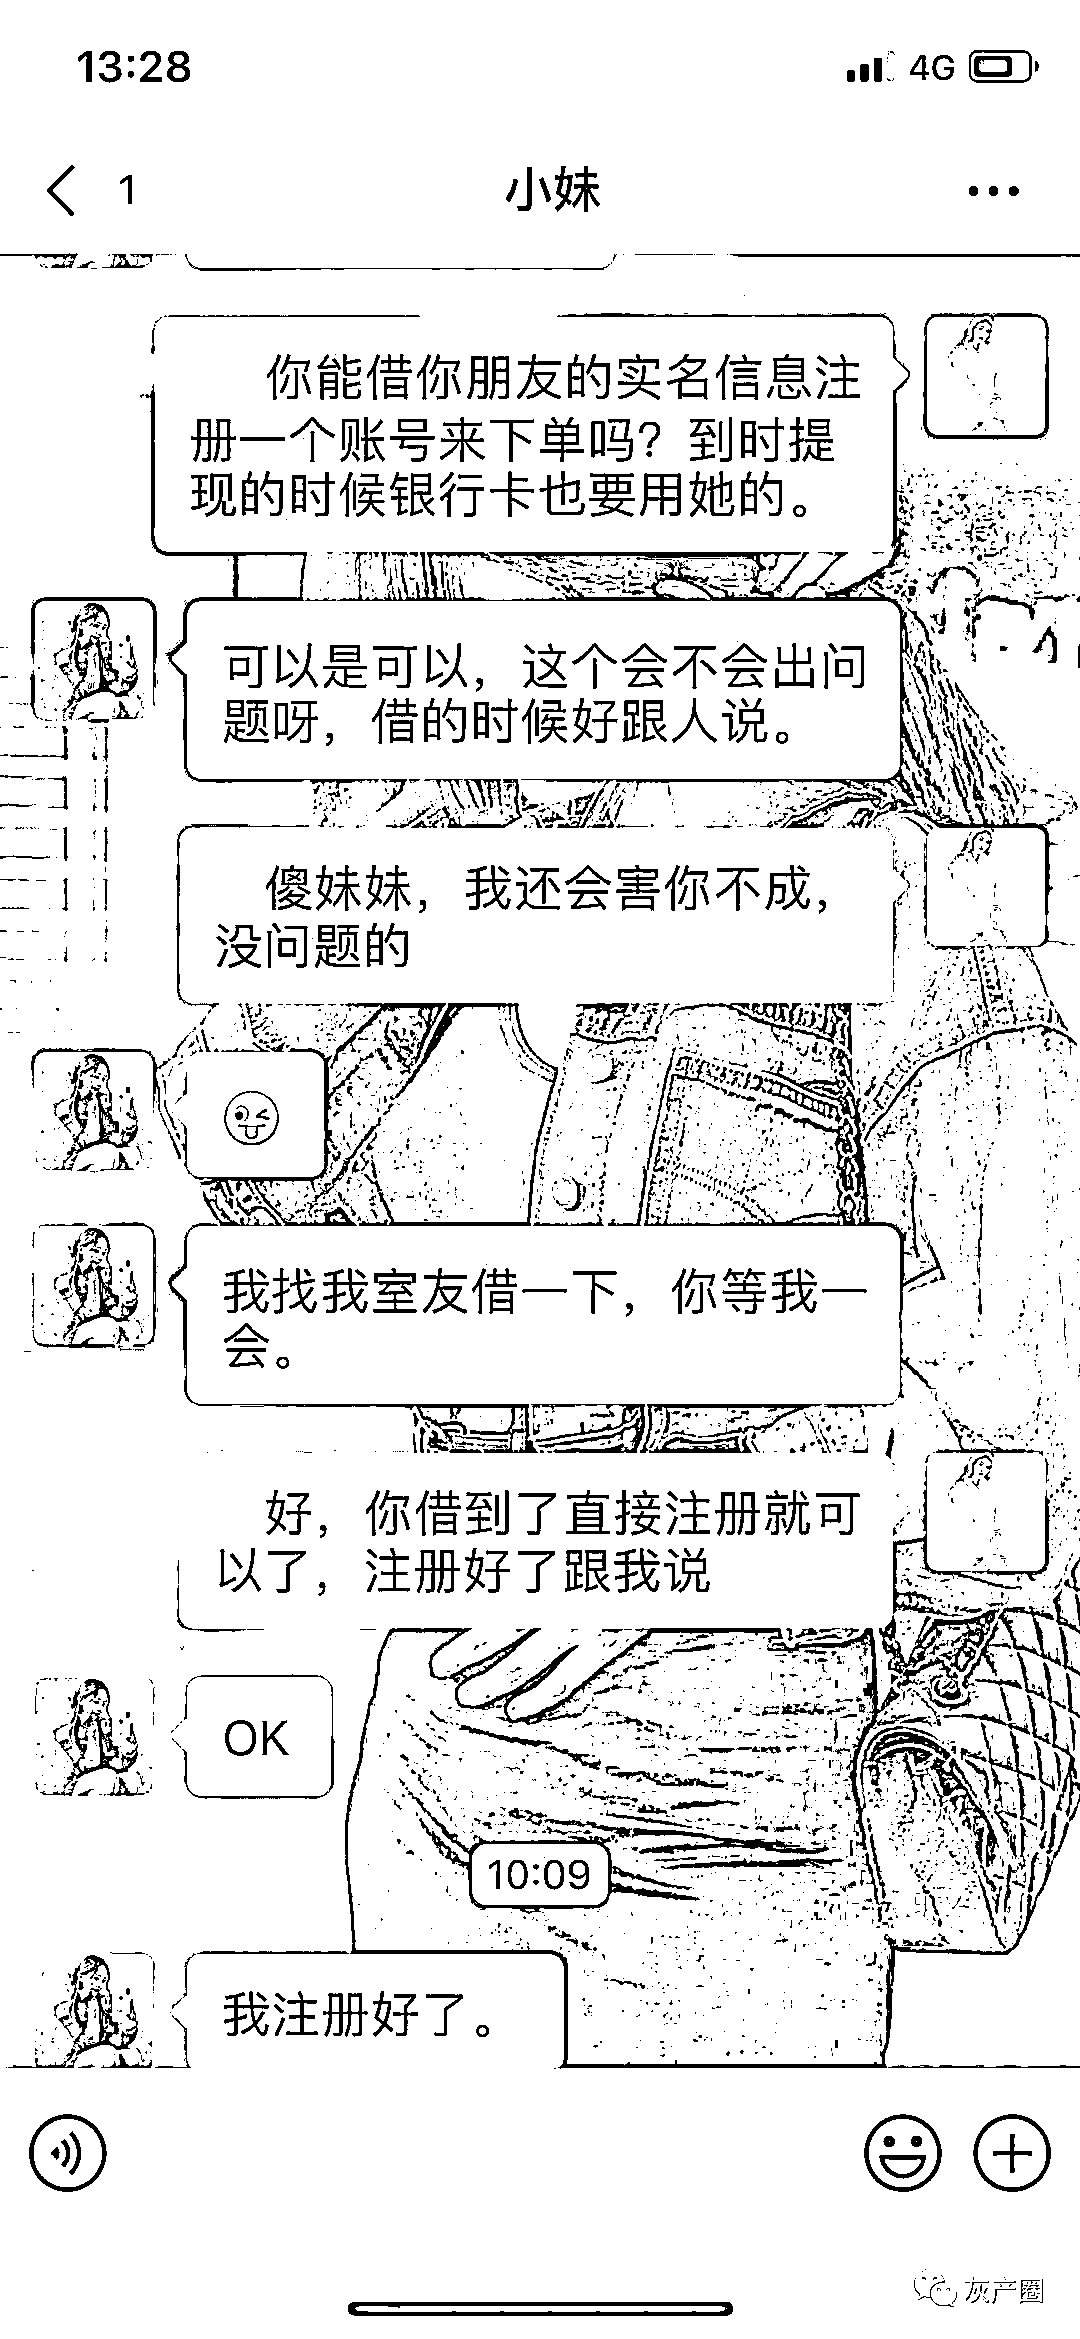 13:28
4G
1
小妹
你能借你朋友的实名信息注
册一个账号来下单吗？到时提
现的时候银行卡也要用她的。
可以是可以，这个会不会出问
题呀，借的时候好跟人说。
傻妹妹，我还会害你不成，
没问题的
我找我室友借一下，你等我一
会。
好，你借到了直接注册就可
以了，注册好了跟我说
OK
10:09
我注册好了。
灰产圈